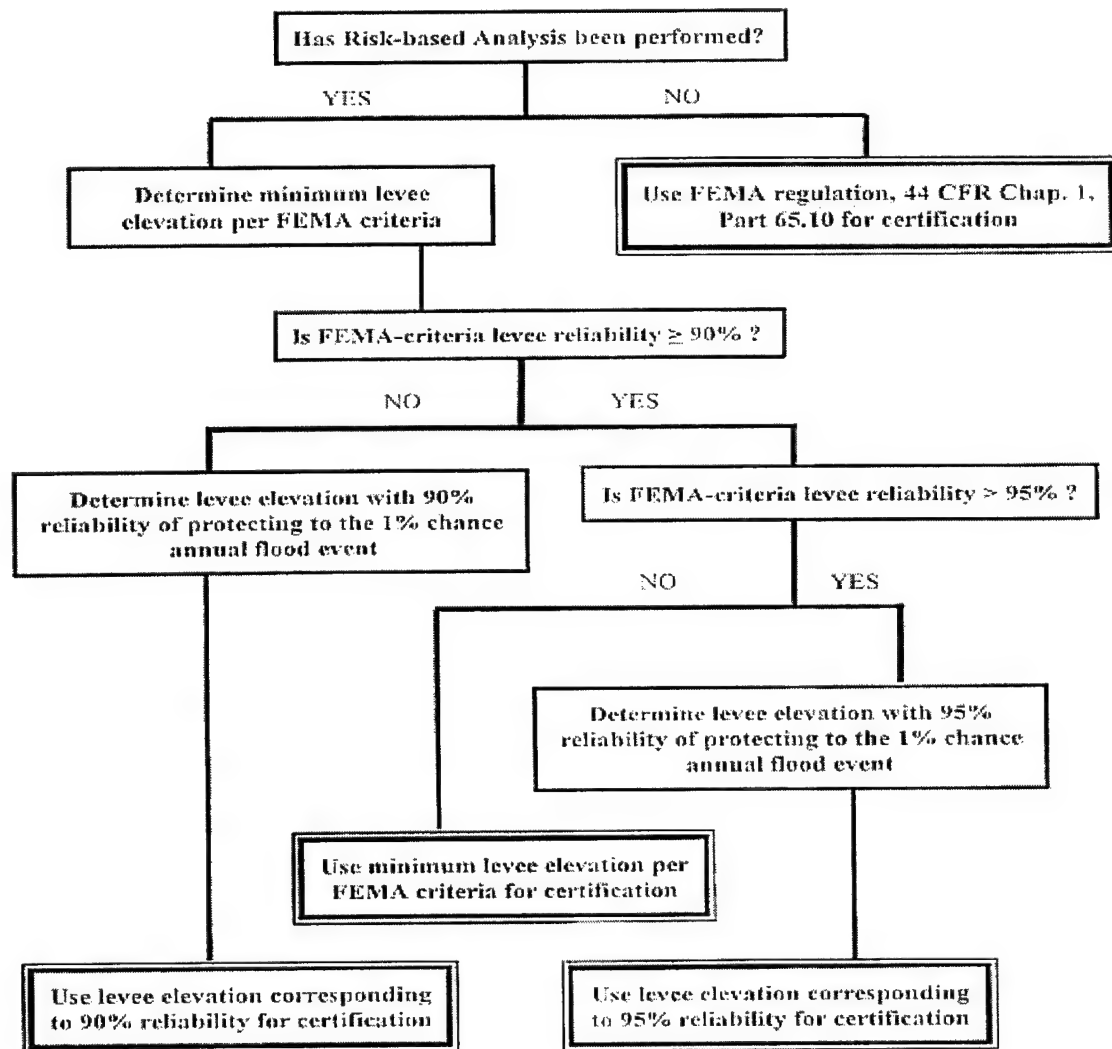 Has Risk-based Analysis been performed?
YES
NO
Determine minimum levee
elevation per FEMA criteria
Use FEMA regulation, 44 CFR Chap. 1,
Part 65.10 for certification
Is FEMA-criteria levee reliability ≥ 90% ?
NO
YES
Determine levee elevation with 90%
reliability of protecting to the 1% chance
annual flood event
Is FEMA-criteria levee reliability > 95% ?
NO
YES
Determine levee elevation with 95%
reliability of protecting to the 1% chance
annual flood event
Use minimum levee elevation per
FEMA criteria for certification
Use levee elevation corresponding
to 90% reliability for certification
Use levee elevation corresponding
to 95% reliability for certification